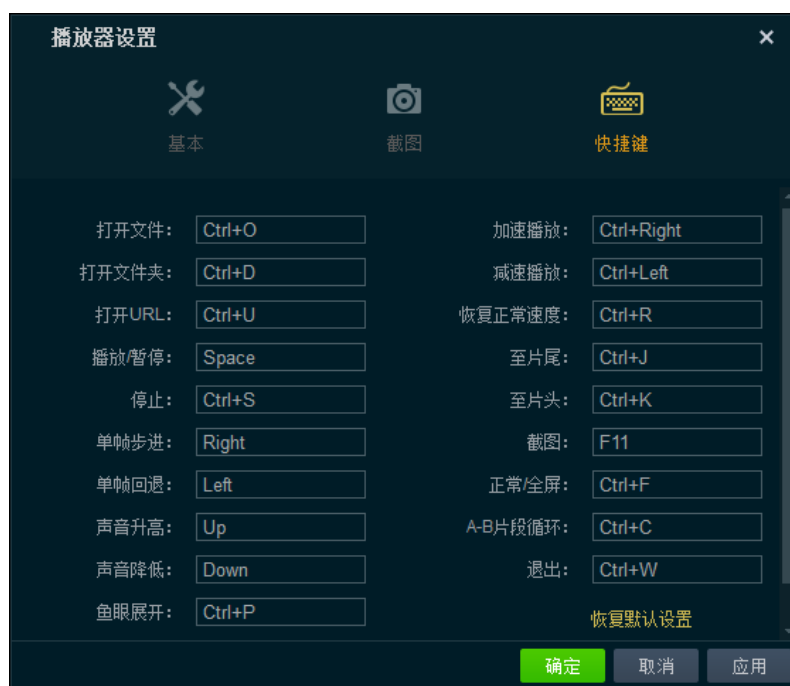 播放器设置
基本 截图 快捷键
打开文件: Ctrl+O 加速播放: Ctrl+Right
打开文件夹: Ctrl+D 减速播放: Ctrl+Left
打开URL: Ctrl+U 恢复正常速度: Ctrl+R
播放/暂停: Space 至片尾: Ctrl+J
停止: Ctrl+S 至片头: Ctrl+K
单帧步进: Right 截图: F11
单帧回退: Left 正常/全屏: Ctrl+F
声音升高: Up A-B片段循环: Ctrl+C
声音降低: Down 退出: Ctrl+W
鱼眼展开: Ctrl+P 恢复默认设置
确定 取消 应用